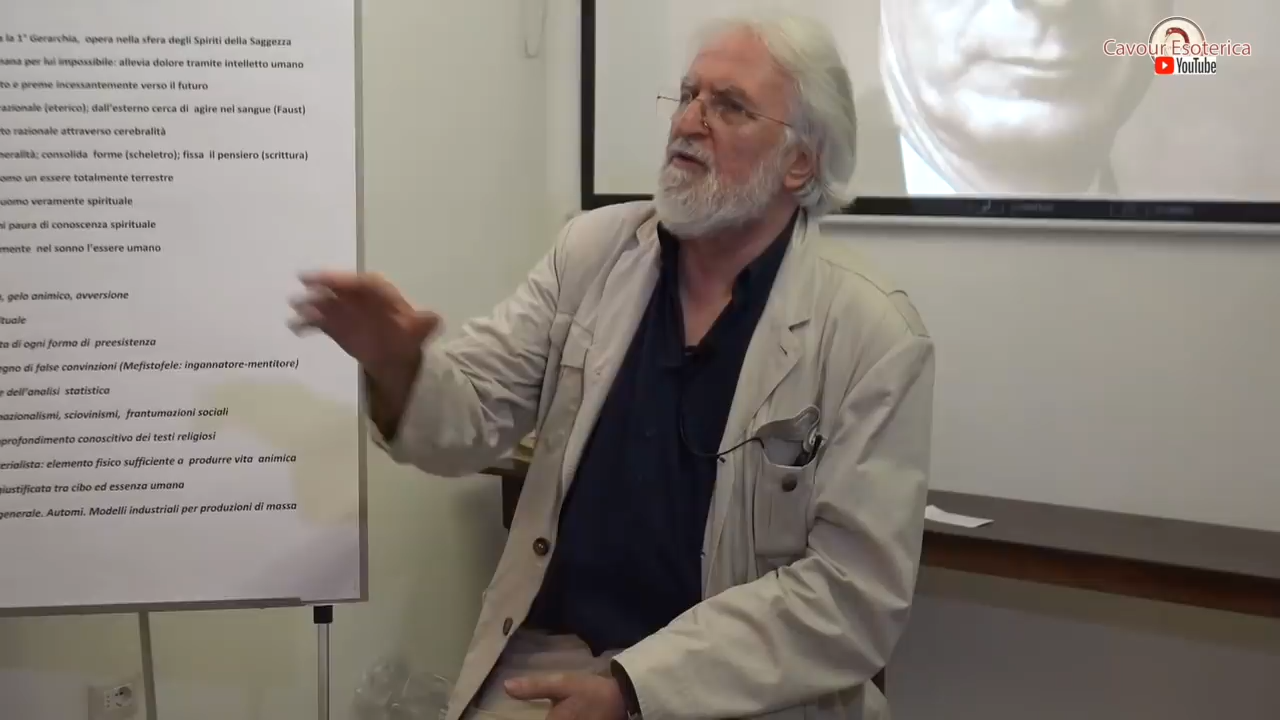 la 1° Gerarchia, opera nella sfera degli Spiriti della Saggezza
mana per lui impossibile: allevia dolore tramite intelletto umano
to e preme incessantemente verso il futuro
razionale (eterico); dall'esterno cerca di agire nel sangue (Faust)
to razionale attraverso cerebralità
neralità; consolida forme (scheletro); fissa il pensiero (scrittura)
omo un essere totalmente terrestre
uomo veramente spirituale
ni paura di conoscenza spirituale
mente nel sonno l'essere umano
, gelo animico, avversione
ituale
ta di ogni forma di preesistenza
egno di false convinzioni (Mefistofele: ingannatore-mentitore)
e dell'analisi statistica
nazionalismi, sciovinismi, frantumazioni sociali
profondimento conoscitivo dei testi religiosi
erialista: elemento fisico sufficiente a produrre vita animica
giustificata tra cibo ed essenza umana
generale. Automi. Modelli industriali per produzioni di massa
Cavour Esoterica
YouTube